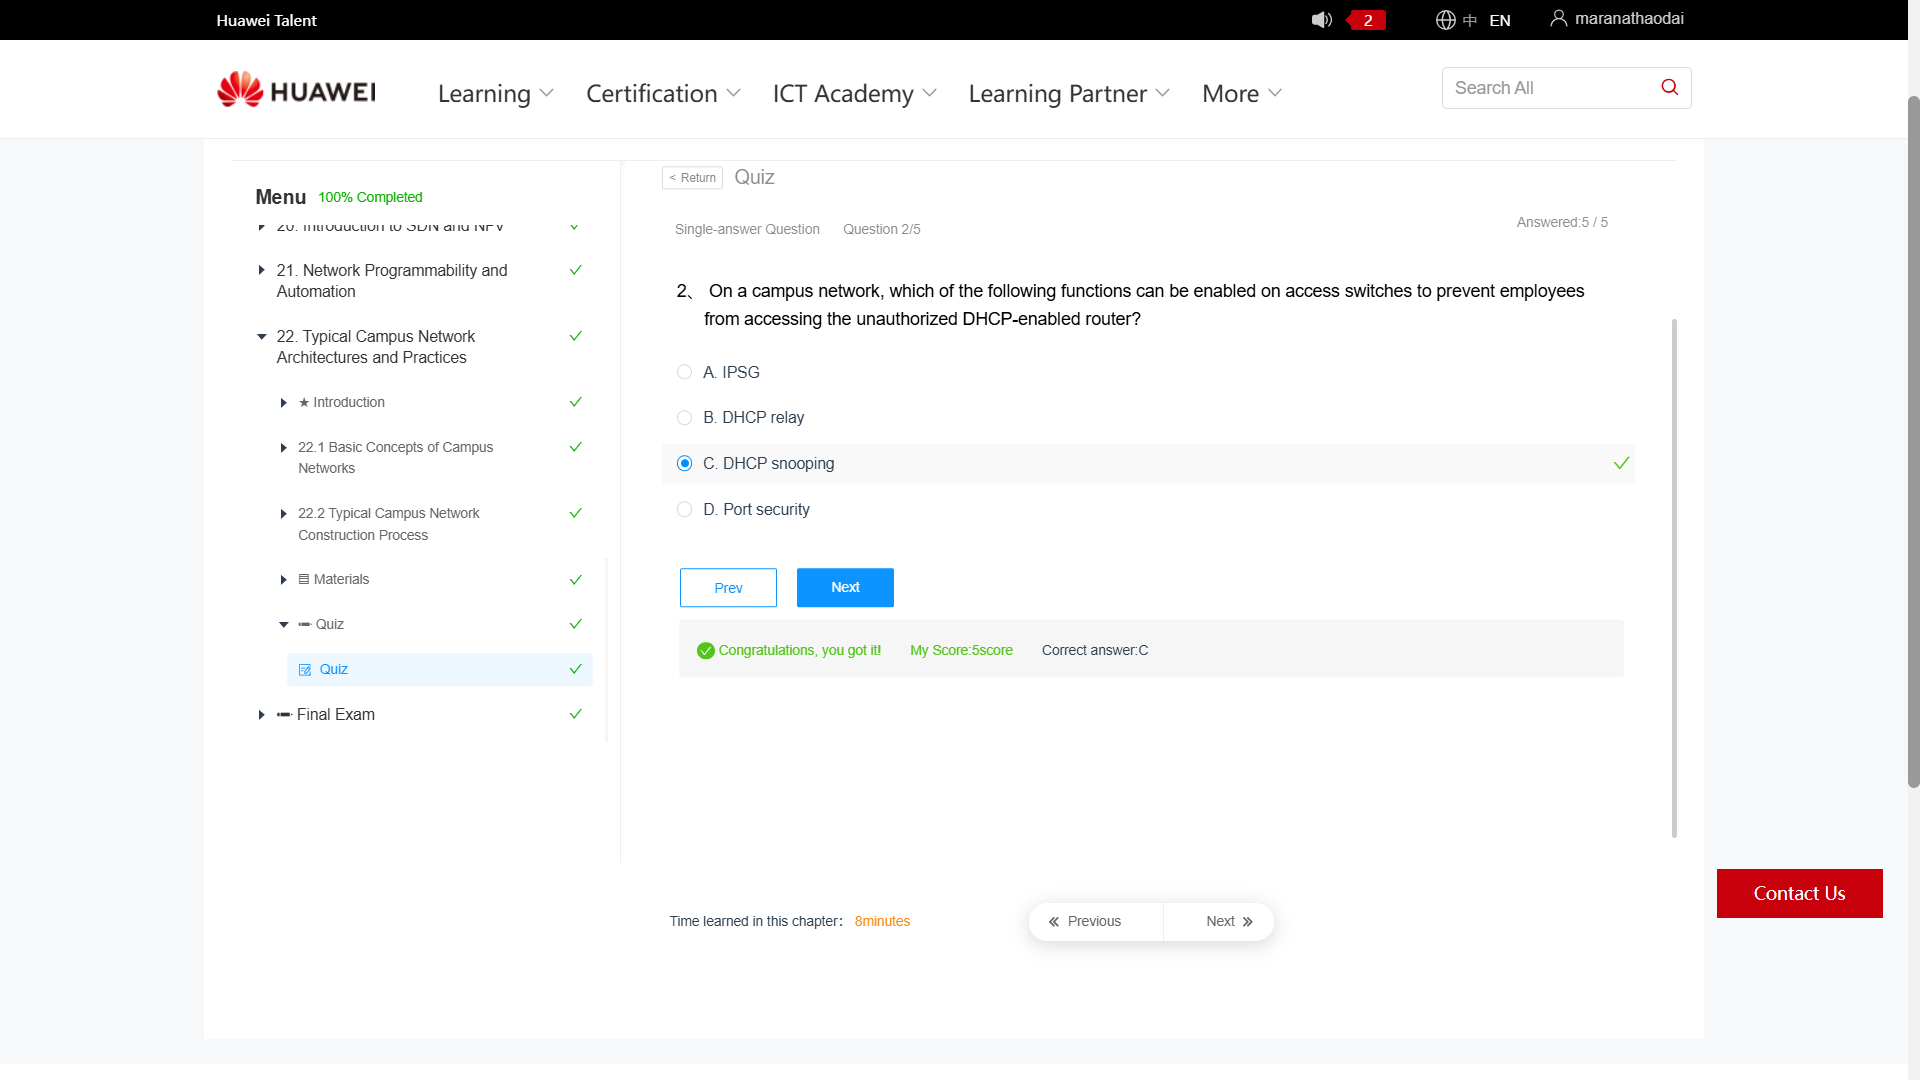 Huawei Talent
2
中 EN
maranathaodai
HUAWEI
Learning
Certification
ICT Academy
Learning Partner
More
Search All
Menu 100% Completed
20. Introduction to SDN and NFV
21. Network Programmability and
Automation
22. Typical Campus Network
Architectures and Practices
★ Introduction
22.1 Basic Concepts of Campus
Networks
22.2 Typical Campus Network
Construction Process
Materials
Quiz
Quiz
Final Exam
< Return Quiz
Single-answer Question Question 2/5
Answered:5 / 5
2、 On a campus network, which of the following functions can be enabled on access switches to prevent employees
from accessing the unauthorized DHCP-enabled router?
A. IPSG
B. DHCP relay
C. DHCP snooping
D. Port security
Prev Next
Congratulations, you got it! My Score:5score Correct answer:C
Time learned in this chapter: 8minutes
« Previous Next »
Contact Us